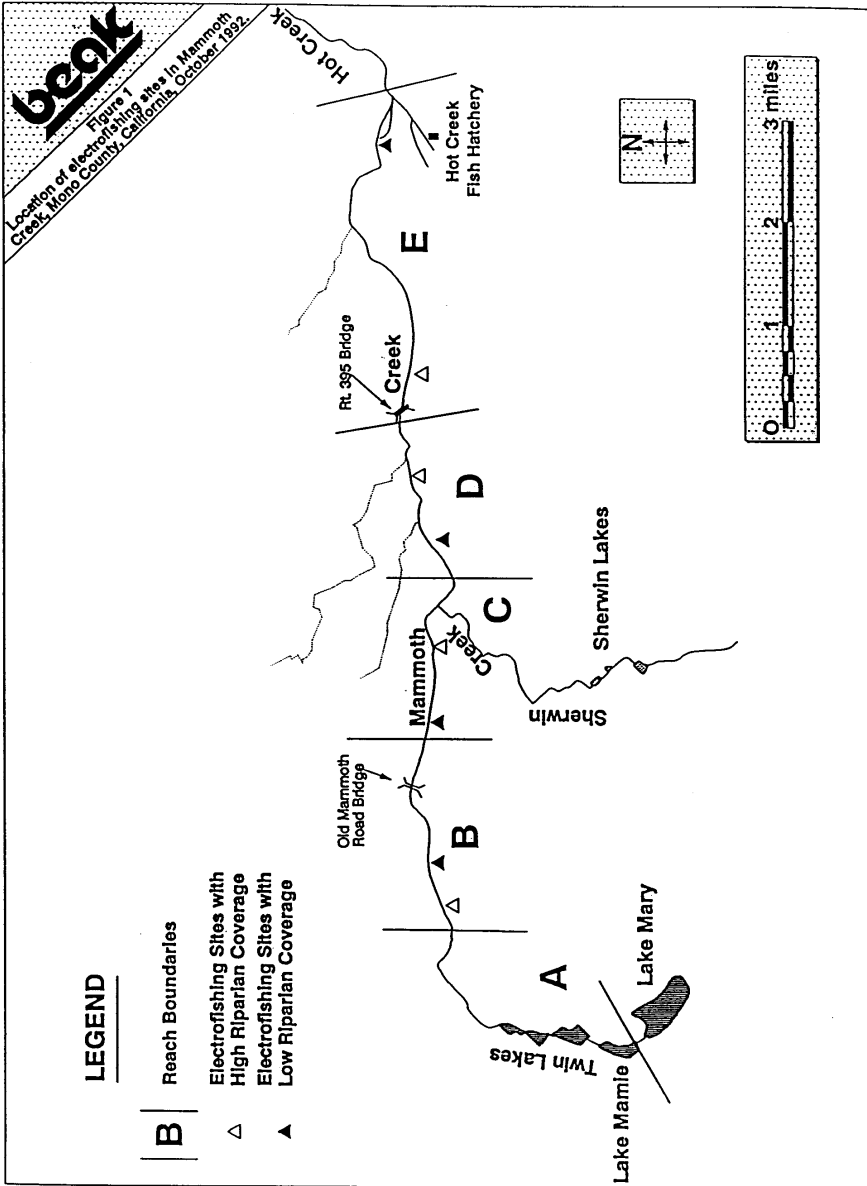 beak
Figure 1
Location of electrofishing sites in Mammoth
Creek, Mono County, California, October 1992.
LEGEND
B
Reach Boundaries
Electrofishing Sites with
High Riparian Coverage
Electrofishing Sites with
Low Riparian Coverage
Hot Creek
Hot Creek
Fish Hatchery
E
Rt. 395 Bridge
Creek
D
C
Mammoth
Creek
Sherwin
Sherwin Lakes
Old Mammoth
Road Bridge
B
A
Twin Lakes
Lake Mary
Lake Mamie
N
0 1 2 3 miles